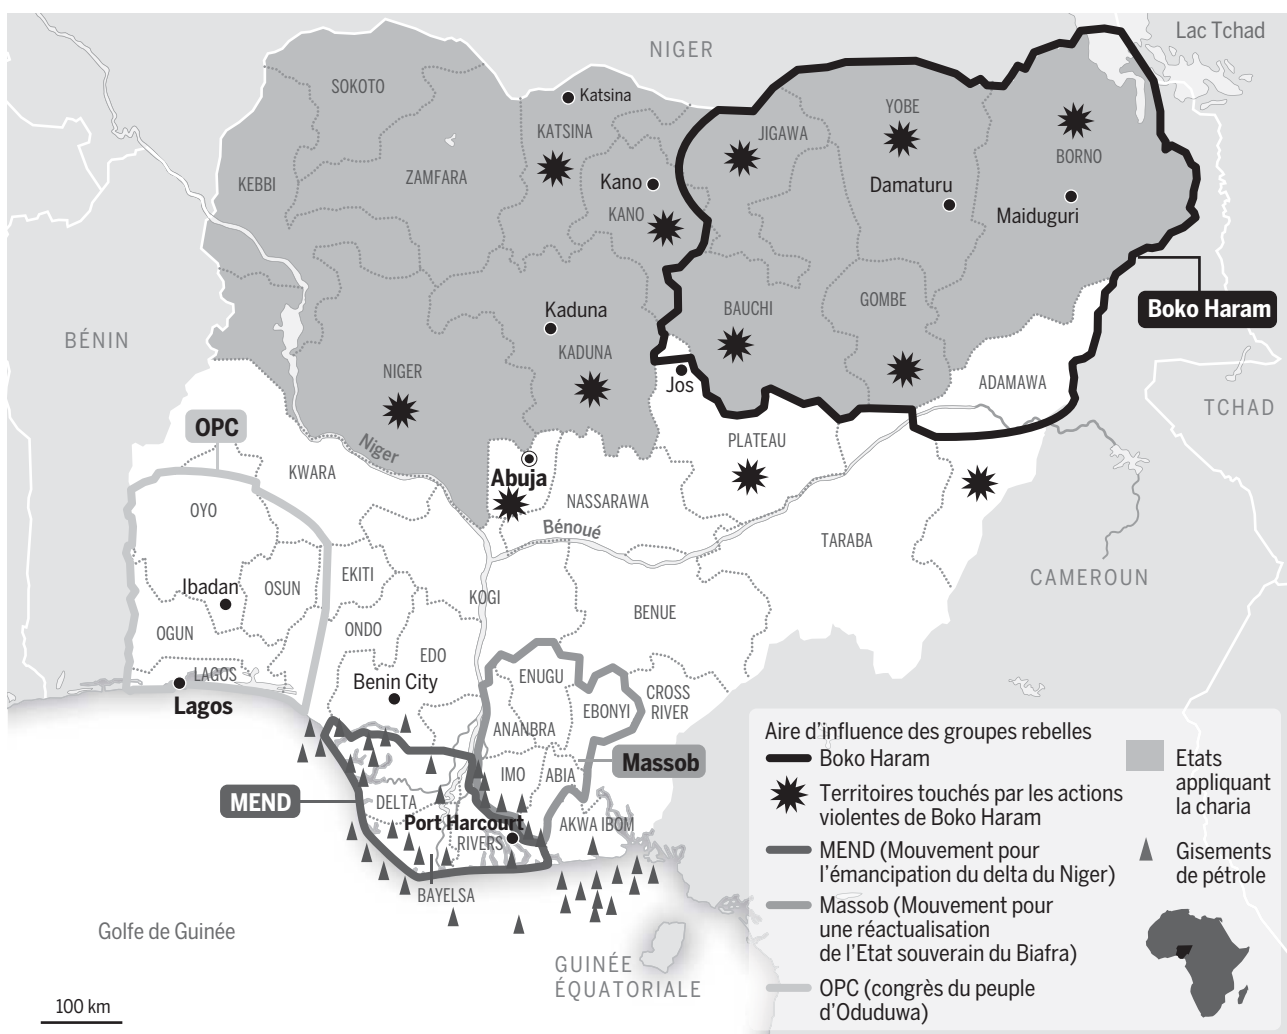 Lac Tchad
NIGER
SOKOTO
Katsina
KATSINA
YOBE
JIGAWA
BORNO
KEBBI
ZAMFARA
Kano
KANO
Damaturu
Maiduguri
Boko Haram
BÉNIN
Kaduna
KADUNA
BAUCHI
GOMBE
NIGER
Jos
ADAMAWA
TCHAD
OPC
Niger
KWARA
Abuja
PLATEAU
NASSARAWA
OYO
Bénoué
TARABA
CAMEROUN
Ibadan
OSUN
EKITI
KOGI
BENUE
OGUN
ONDO
EDO
LAGOS
Lagos
Benin City
ENUGU
EBONYI
CROSS
RIVER
ANANBRA
IMO
ABIA
Massob
MEND
DELTA
Port Harcourt
RIVERS
AKWA IBOM
BAYELSA
Golfe de Guinée
GUINÉE
ÉQUATORIALE
100 km
Aire d'influence des groupes rebelles
Boko Haram
Territoires touchés par les actions
violentes de Boko Haram
MEND (Mouvement pour
l'émancipation du delta du Niger)
Massob (Mouvement pour
une réactualisation
de l'Etat souverain du Biafra)
OPC (congrès du peuple
d'Oduduwa)
Etats
appliquant
la charia
Gisements
de pétrole